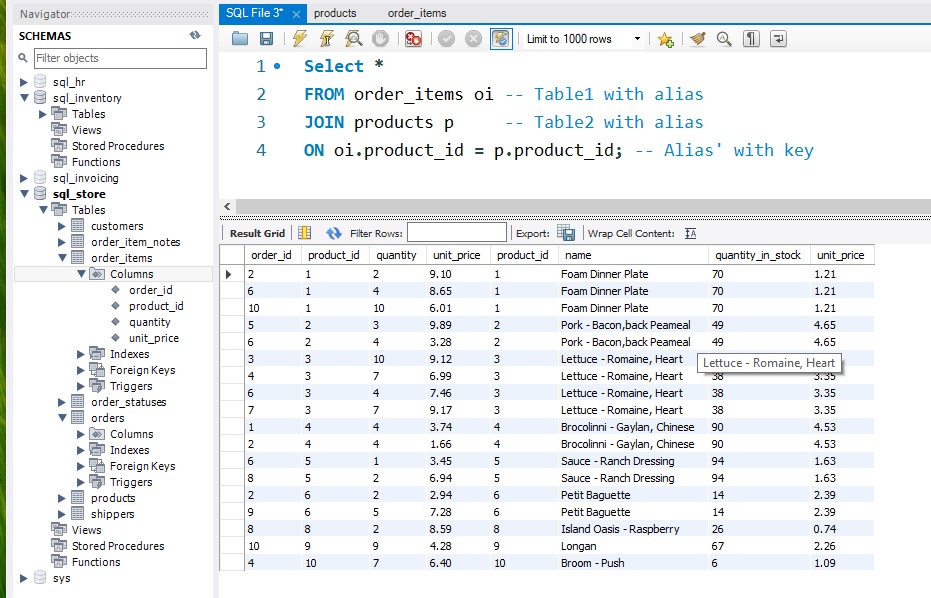 Navigator
SCHEMAS
Filter objects
sql_hr
sql_inventory
Tables
Views
Stored Procedures
Functions
sql_invoicing
sql_store
Tables
customers
order_item_notes
order_items
Columns
order_id
product_id
quantity
unit_price
Indexes
Foreign Keys
Triggers
order_statuses
orders
Columns
Indexes
Foreign Keys
Triggers
products
shippers
Views
Stored Procedures
Functions
sys
SQL File 3* products order_items
Limit to 1000 rows
1 Select *
2 FROM order_items oi -- Table1 with alias
3 JOIN products p -- Table2 with alias
4 ON oi.product_id = p.product_id; -- Alias' with key
Result Grid Filter Rows: Export: Wrap Cell Content:
order_id product_id quantity unit_price product_id name quantity_in_stock unit_price
2 1 2 9.10 1 Foam Dinner Plate 70 1.21
6 1 4 8.65 1 Foam Dinner Plate 70 1.21
10 1 10 6.01 1 Foam Dinner Plate 70 1.21
5 2 3 9.89 2 Pork - Bacon,back Peameal 49 4.65
6 2 4 3.28 2 Pork - Bacon,back Peameal 49 4.65
3 3 10 9.12 3 Lettuce - Romaine, Heart
Lettuce - Romaine, Heart
4 3 7 6.99 3 Lettuce - Romaine, Heart 38 3.35
6 3 4 7.46 3 Lettuce - Romaine, Heart 38 3.35
7 3 7 9.17 3 Lettuce - Romaine, Heart 38 3.35
1 4 4 3.74 4 Brocolinni - Gaylan, Chinese 90 4.53
2 4 4 1.66 4 Brocolinni - Gaylan, Chinese 90 4.53
6 5 1 3.45 5 Sauce - Ranch Dressing 94 1.63
8 5 2 6.94 5 Sauce - Ranch Dressing 94 1.63
2 6 2 2.94 6 Petit Baguette 14 2.39
9 6 5 7.28 6 Petit Baguette 14 2.39
8 8 2 8.59 8 Island Oasis - Raspberry 26 0.74
10 9 9 4.28 9 Longan 67 2.26
4 10 7 6.40 10 Broom - Push 6 1.09